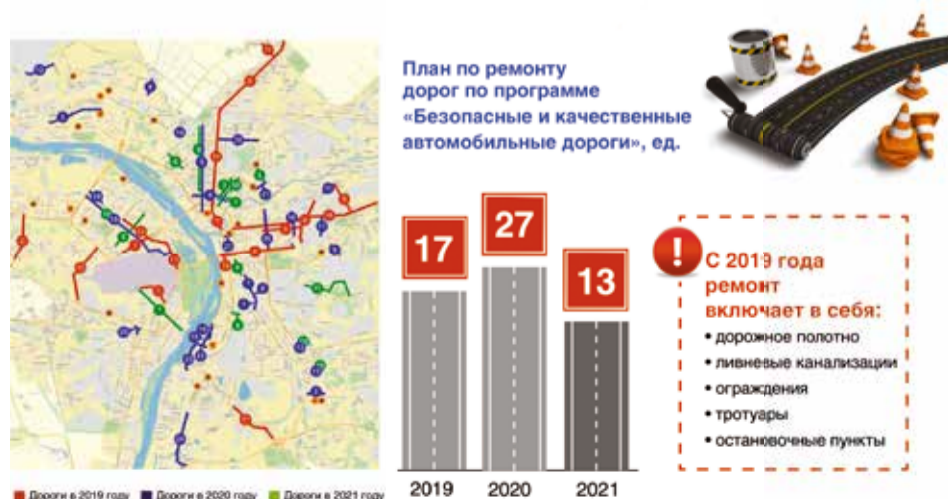 План по ремонту
дорог по программе
«Безопасные и качественные
автомобильные дороги», ед.
17
27
13
2019
2020
2021
!
С 2019 года
ремонт
включает в себя:
• дорожное полотно
• ливневые канализации
• ограждения
• тротуары
• остановочные пункты
Дороги в 2019 году
Дороги в 2020 году
Дороги в 2021 году